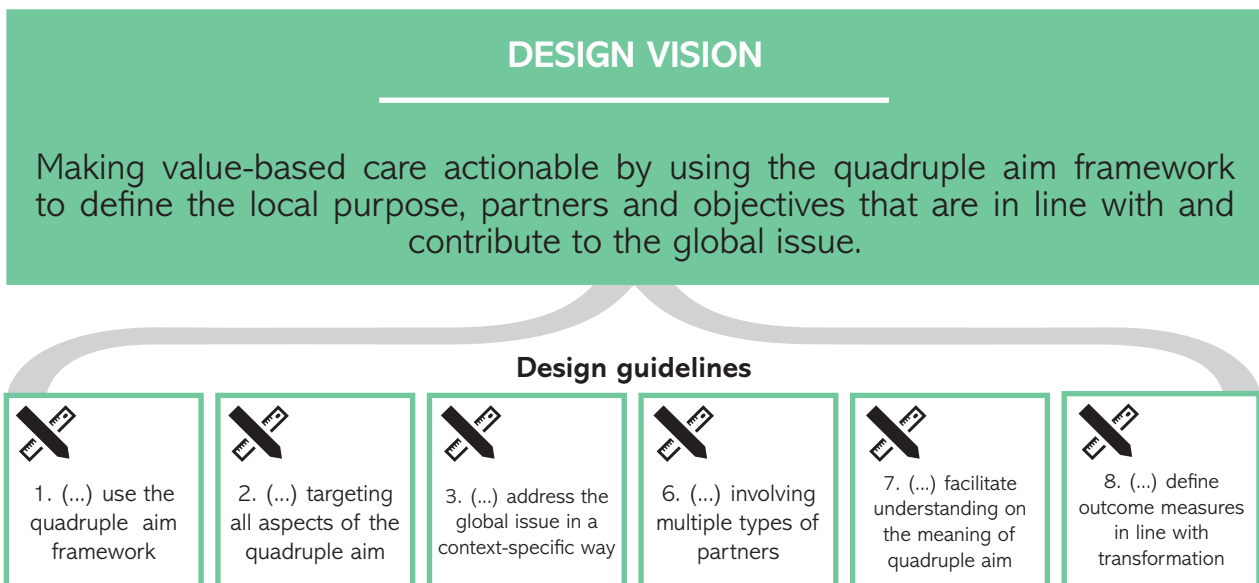 DESIGN VISION
Making value-based care actionable by using the quadruple aim framework
to define the local purpose, partners and objectives that are in line with and
contribute to the global issue.
Design guidelines
1. (...) use the
quadruple aim
framework
2. (...) targeting
all aspects of the
quadruple aim
3. (...) address the
global issue in a
context-specific way
6. (...) involving
multiple types of
partners
7. (...) facilitate
understanding on
the meaning of
quadruple aim
8. (...) define
outcome measures
in line with
transformation